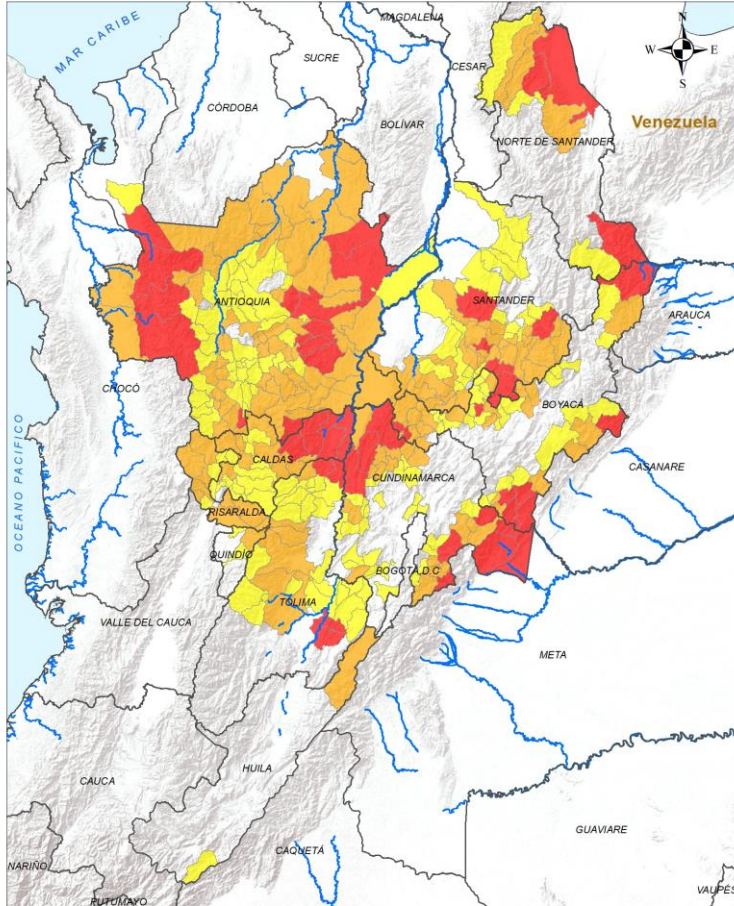 MAGDALENA
N
W E
S
MAR CARIBE
SUCRE
CESAR
CÓRDOBA
BOLÍVAR
Venezuela
NORTE DE SANTANDER
ANTIOQUIA
SANTANDER
ARAUCA
CHOCÓ
BOYACÁ
CALDAS
CUNDINAMARCA
CASANARE
OCEANO PACIFICO
RISARALDA
QUINDÍO
BOGOTÁ, D.C
TOLIMA
VALLE DEL CAUCA
META
HUILA
CAUCA
GUAVIARE
CAQUETÁ
NARIÑO
PUTUMAYO
VAUPÉS